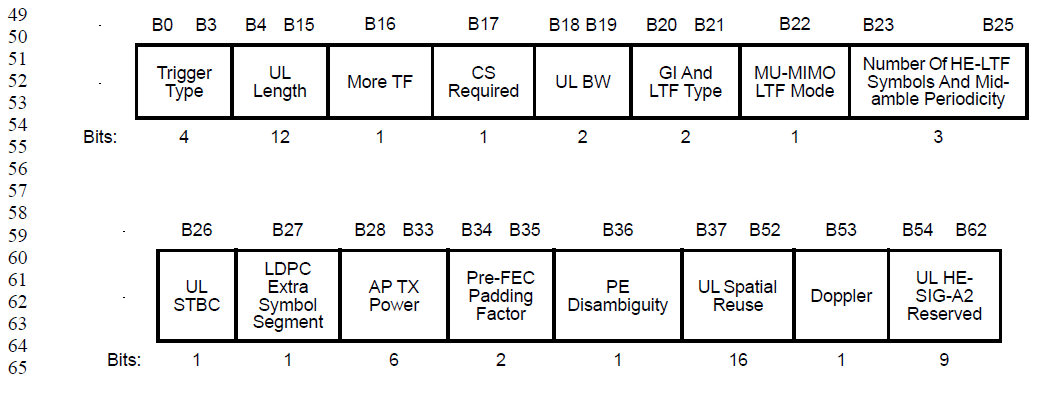 49
50
51
52
53
54
55
56
57
58
59
60
61
62
63
64
65
B0 B3 B4 B15 B16 B17 B18 B19 B20 B21 B22 B23 B25
Trigger Type
UL Length
More TF
CS Required
UL BW
GI And LTF Type
MU-MIMO LTF Mode
Number Of HE-LTF
Symbols And Mid-
amble Periodicity
Bits: 4 12 1 1 2 2 1 3
B26 B27 B28 B33 B34 B35 B36 B37 B52 B53 B54 B62
UL STBC
LDPC
Extra
Symbol
Segment
AP TX Power
Pre-FEC
Padding
Factor
PE Disambiguity
UL Spatial Reuse
Doppler
UL HE-
SIG-A2
Reserved
Bits: 1 1 6 2 1 16 1 9